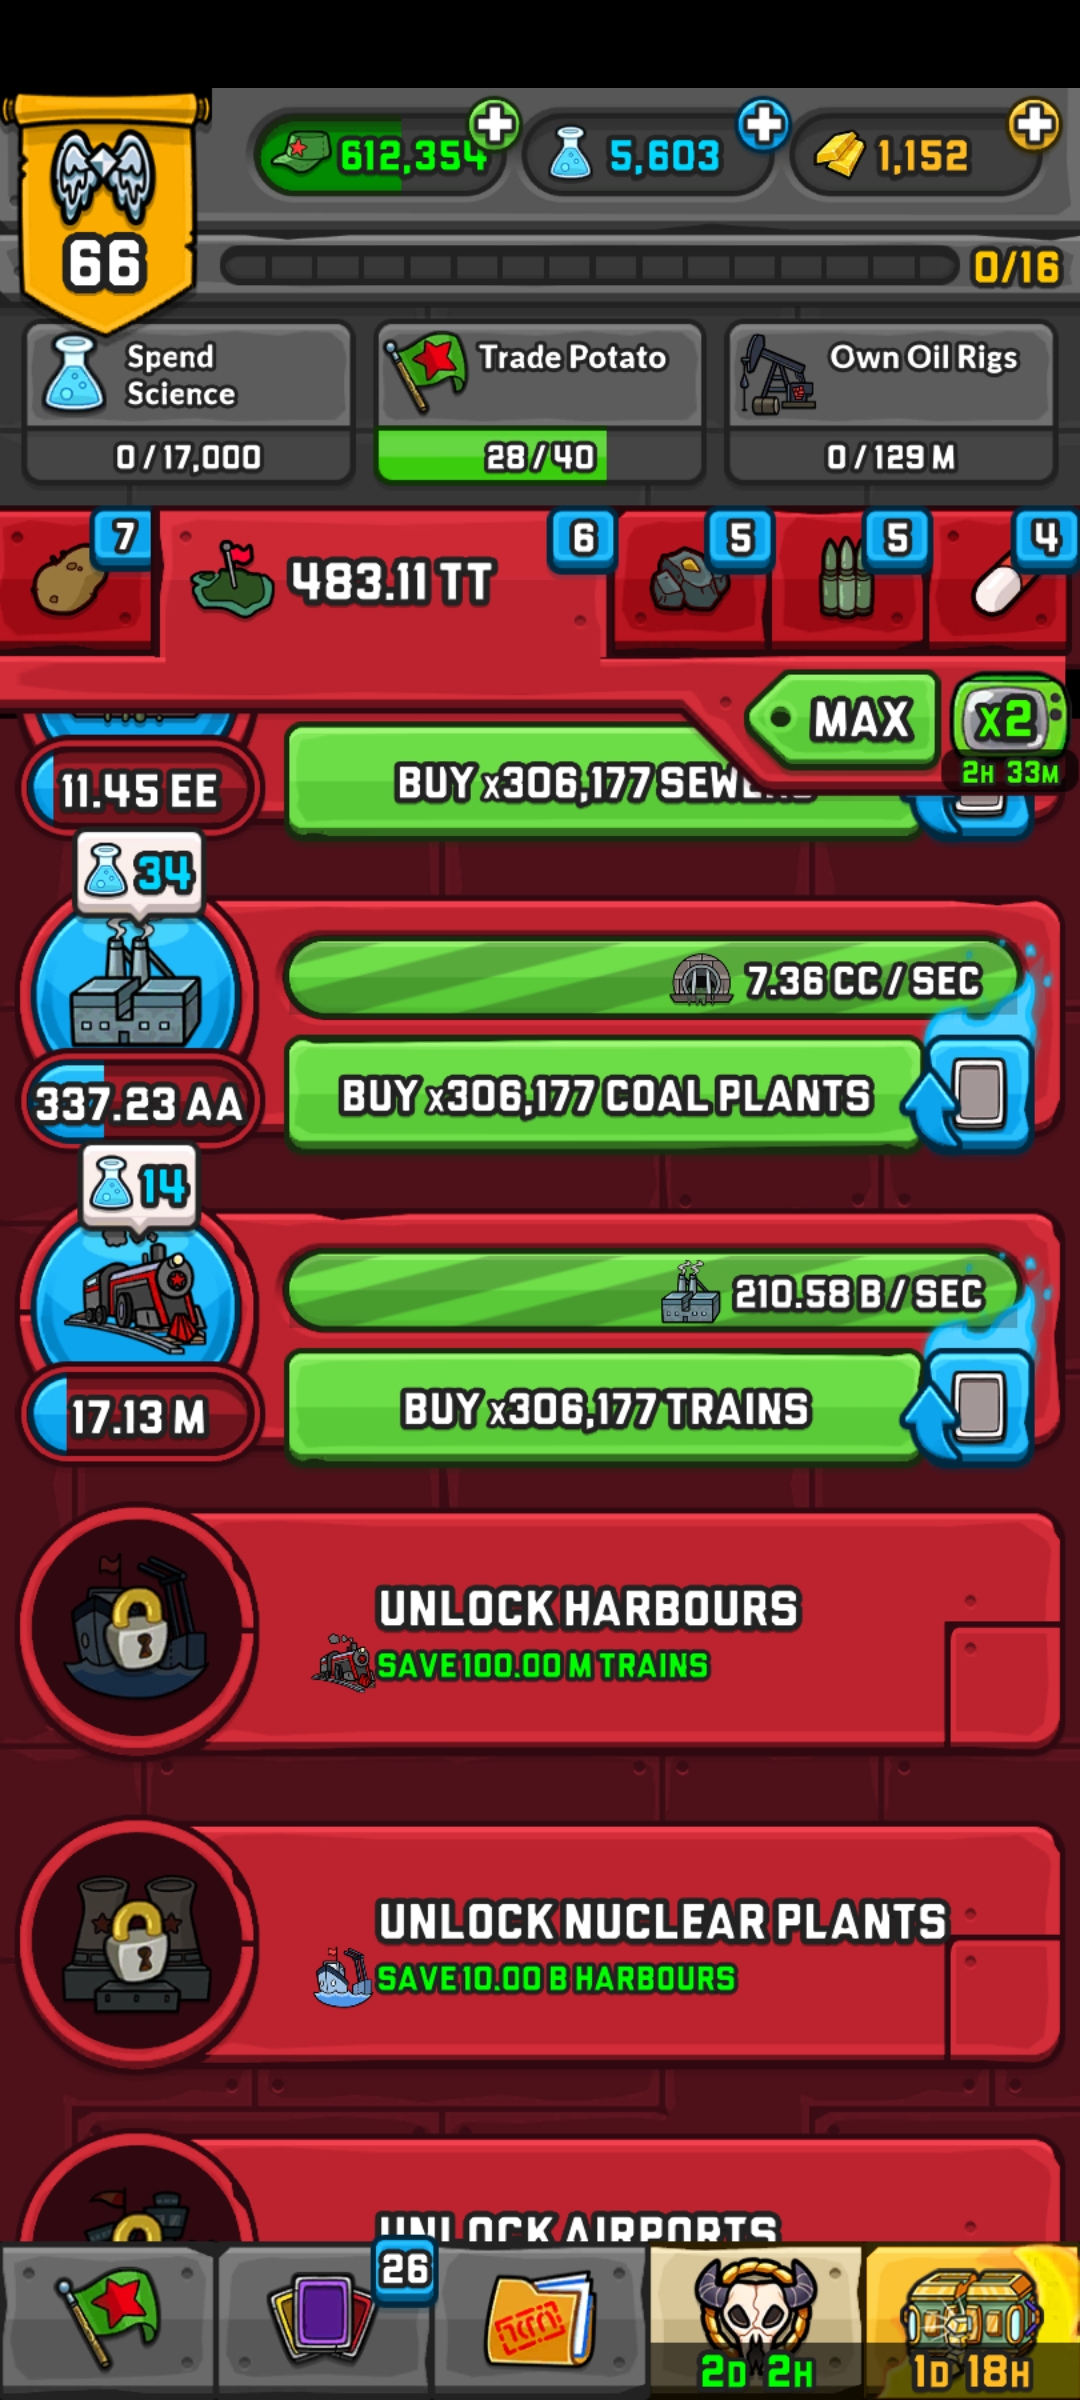 612,354
5,603
1,152
66
0/16
Spend
Science
0 / 17,000
Trade Potato
28 / 40
Own Oil Rigs
0 / 129 M
7
483.11 TT
6
5
5
4
MAX
x2
2H 33M
11.45 EE
BUY x306,177
34
7.36 CC / SEC
337.23 AA
BUY x306,177 COAL PLANTS
14
210.58 B / SEC
17.13 M
BUY x306,177 TRAINS
UNLOCK HARBOURS
SAVE 100.00 M TRAINS
UNLOCK NUCLEAR PLANTS
SAVE 10.00 B HARBOURS
UNLOCK AIRPORTS
26
2D 2H
1D 18H